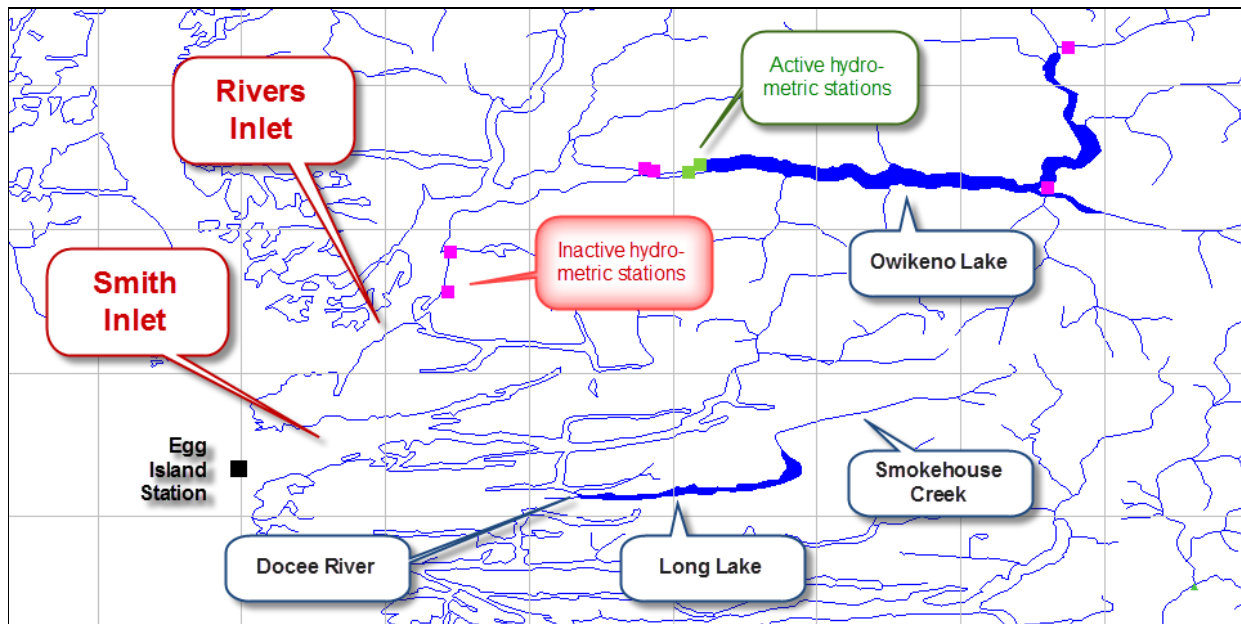 Active hydro-
metric stations
Rivers
Inlet
Inactive hydro-
metric stations
Owikeno Lake
Smith
Inlet
Egg
Island
Station
Smokehouse
Creek
Docee River
Long Lake